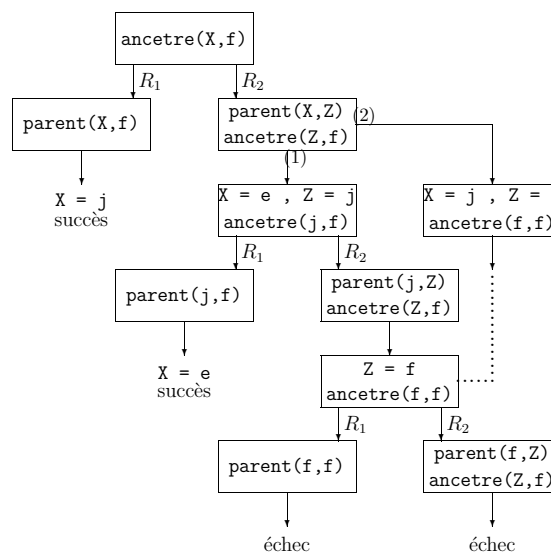 ancetre(X,f)
R1 R2
parent(X,f)
parent(X,Z) (2)
ancetre(Z,f)
(1)
X = j
succès
X = e , Z = j
ancetre(j,f)
X = j , Z =
ancetre(f,f)
R1 R2
parent(j,f)
parent(j,Z)
ancetre(Z,f)
X = e
succès
Z = f
ancetre(f,f)
R1 R2
parent(f,f)
parent(f,Z)
ancetre(Z,f)
échec échec